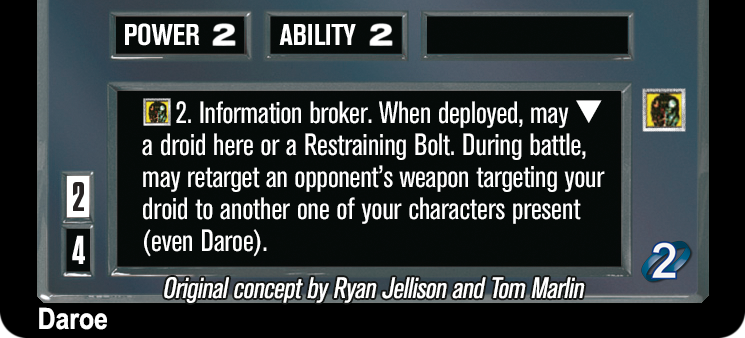 POWER 2 ABILITY 2
2. Information broker. When deployed, may ▼
a droid here or a Restraining Bolt. During battle,
may retarget an opponent’s weapon targeting your
droid to another one of your characters present
(even Daroe).
2
4
2
Original concept by Ryan Jellison and Tom Marlin
Daroe